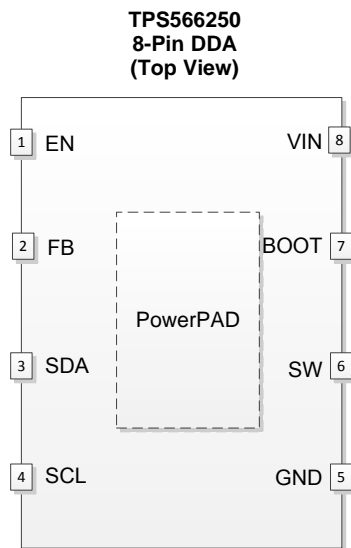 TPS566250
8-Pin DDA
(Top View)
1 EN VIN 8
2 FB BOOT 7
PowerPAD
3 SDA SW 6
4 SCL GND 5